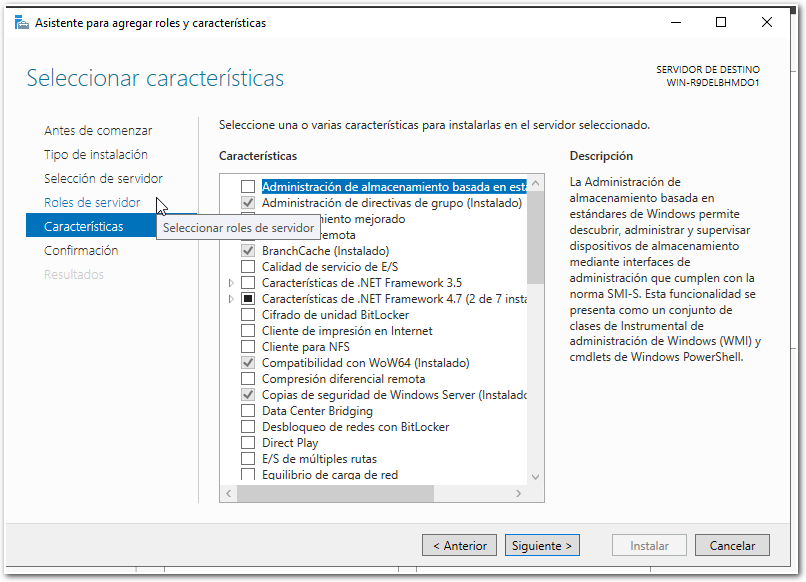 Asistente para agregar roles y características
Seleccionar características
SERVIDOR DE DESTINO
WIN-R9DELBHMDO1
Antes de comenzar
Tipo de instalación
Selección de servidor
Roles de servidor
Características
Confirmación
Resultados
Seleccionar roles de servidor
Seleccione una o varias características para instalarlas en el servidor seleccionado.
Características
Administración de almacenamiento basada en está
Administración de directivas de grupo (Instalado)
miento mejorado
remota
BranchCache (Instalado)
Calidad de servicio de E/S
Características de .NET Framework 3.5
Características de .NET Framework 4.7 (2 de 7 insta
Cifrado de unidad BitLocker
Cliente de impresión en Internet
Cliente para NFS
Compatibilidad con WoW64 (Instalado)
Compresión diferencial remota
Copias de seguridad de Windows Server (Instalado
Data Center Bridging
Desbloqueo de redes con BitLocker
Direct Play
E/S de múltiples rutas
Equilibrio de carga de red
Descripción
La Administración de
almacenamiento basada en
estándares de Windows permite
descubrir, administrar y supervisar
dispositivos de almacenamiento
mediante interfaces de
administración que cumplen con la
norma SMI-S. Esta funcionalidad se
presenta como un conjunto de
clases de Instrumental de
administración de Windows (WMI) y
cmdlets de Windows PowerShell.
< Anterior
Siguiente >
Instalar
Cancelar